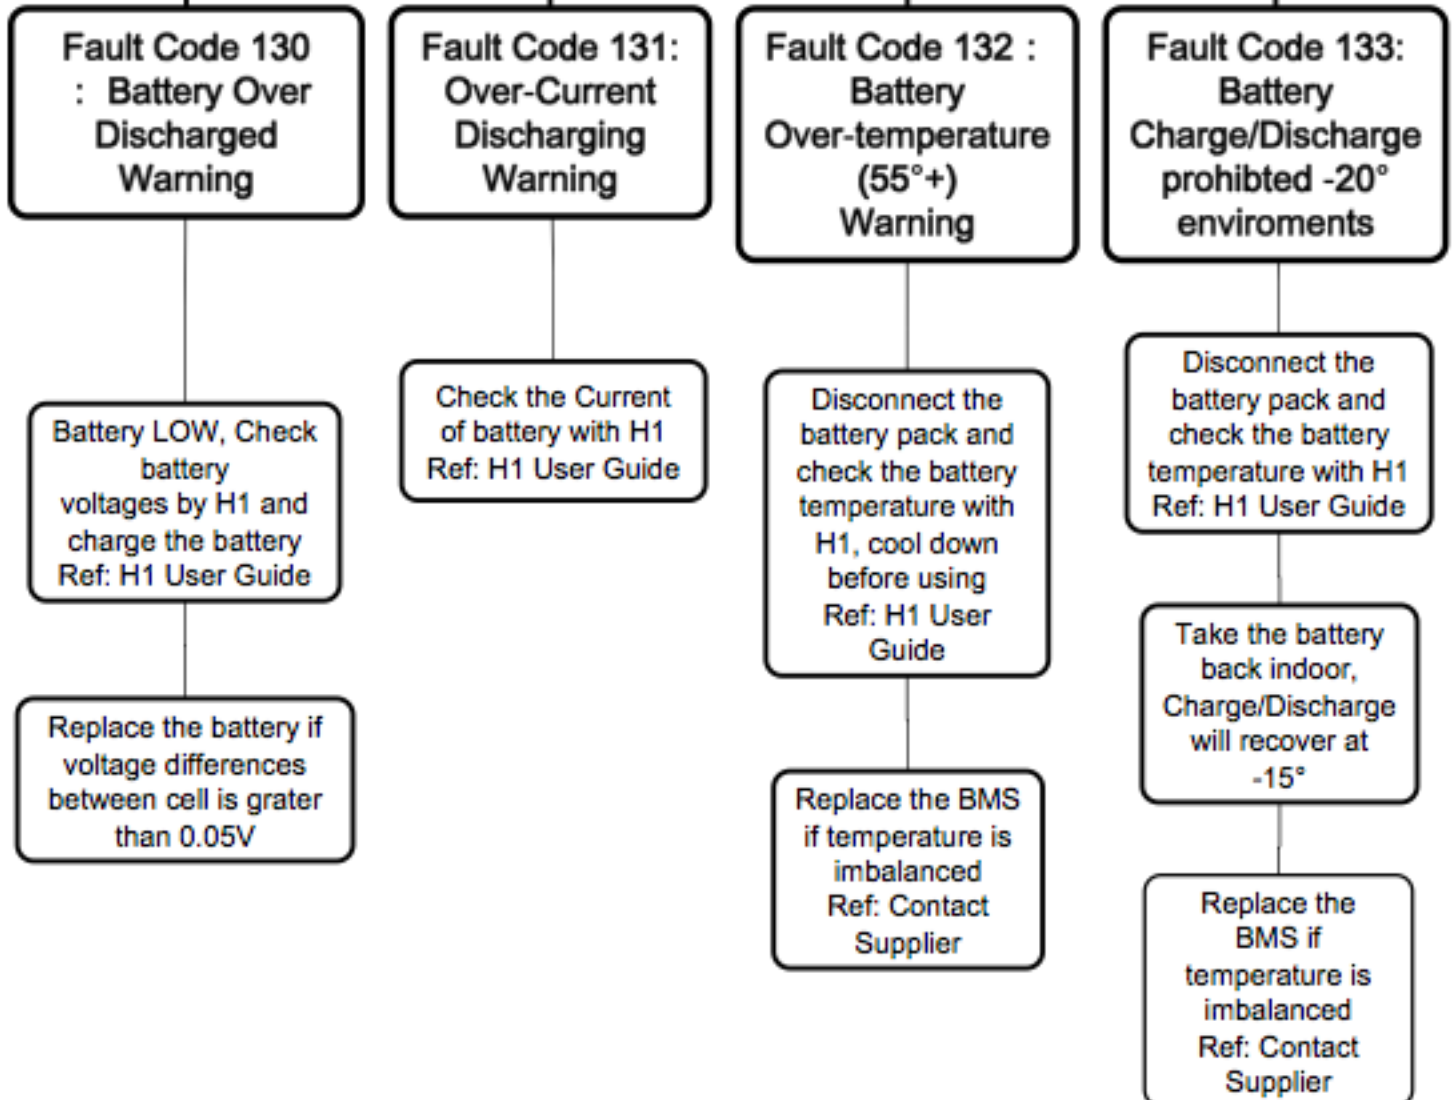 Fault Code 130
: Battery Over
Discharged
Warning
Battery LOW, Check
battery
voltages by H1 and
charge the battery
Ref: H1 User Guide
Replace the battery if
voltage differences
between cell is grater
than 0.05V
Fault Code 131:
Over-Current
Discharging
Warning
Check the Current
of battery with H1
Ref: H1 User Guide
Fault Code 132 :
Battery
Over-temperature
(55°+)
Warning
Disconnect the
battery pack and
check the battery
temperature with
H1, cool down
before using
Ref: H1 User
Guide
Replace the BMS
if temperature is
imbalanced
Ref: Contact
Supplier
Fault Code 133:
Battery
Charge/Discharge
prohibted -20°
enviroments
Disconnect the
battery pack and
check the battery
temperature with H1
Ref: H1 User Guide
Take the battery
back indoor,
Charge/Discharge
will recover at
-15°
Replace the
BMS if
temperature is
imbalanced
Ref: Contact
Supplier